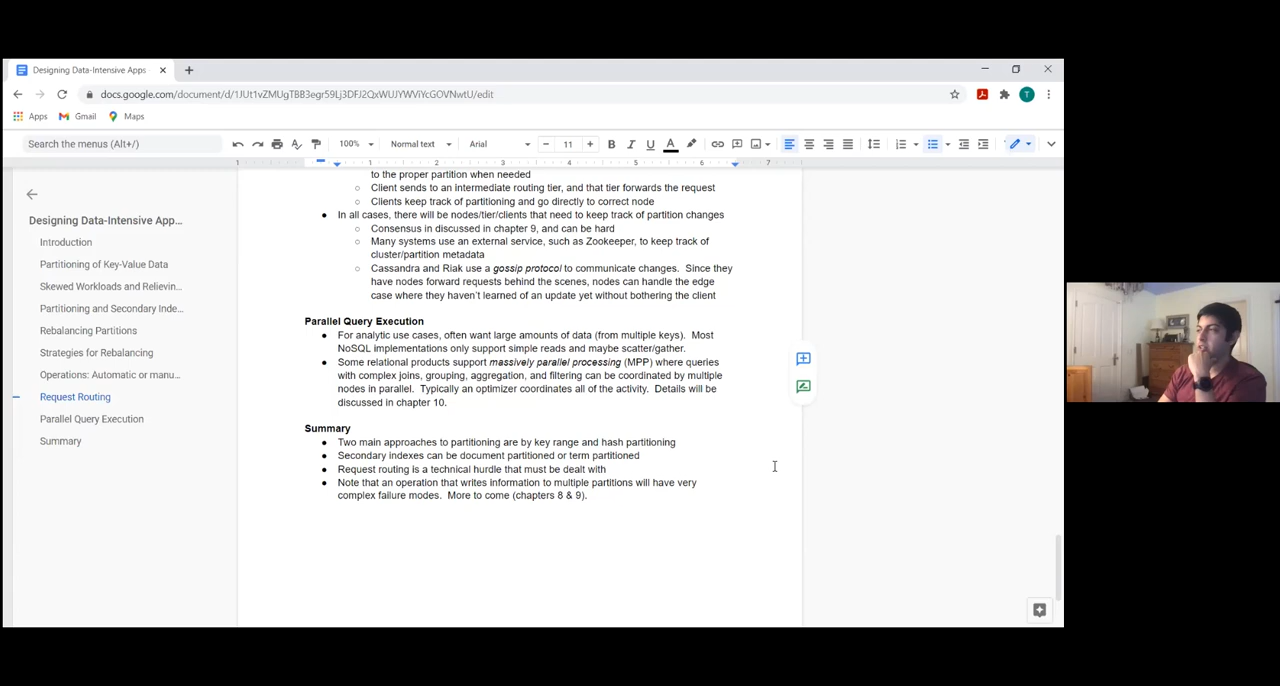 Designing Data-Intensive Apps
docs.google.com/document/d/1JUt1vZMUgTBB3egr59Lj3DFJ2QxWUJYWViYcGOVNwtU/edit
T
Apps Gmail Maps
Search the menus (Alt+/)
100% Normal text Arial 11 B I U A
1 1 2 3 4 5 6 7
Designing Data-Intensive App...
Introduction
Partitioning of Key-Value Data
Skewed Workloads and Relievin...
Partitioning and Secondary Inde...
Rebalancing Partitions
Strategies for Rebalancing
Operations: Automatic or manu...
Request Routing
Parallel Query Execution
Summary
to the proper partition when needed
○ Client sends to an intermediate routing tier, and that tier forwards the request
○ Clients keep track of partitioning and go directly to correct node
● In all cases, there will be nodes/tier/clients that need to keep track of partition changes
○ Consensus in discussed in chapter 9, and can be hard
○ Many systems use an external service, such as Zookeeper, to keep track of
cluster/partition metadata
○ Cassandra and Riak use a gossip protocol to communicate changes. Since they
have nodes forward requests behind the scenes, nodes can handle the edge
case where they haven't learned of an update yet without bothering the client
Parallel Query Execution
● For analytic use cases, often want large amounts of data (from multiple keys). Most
NoSQL implementations only support simple reads and maybe scatter/gather.
● Some relational products support massively parallel processing (MPP) where queries
with complex joins, grouping, aggregation, and filtering can be coordinated by multiple
nodes in parallel. Typically an optimizer coordinates all of the activity. Details will be
discussed in chapter 10.
Summary
● Two main approaches to partitioning are by key range and hash partitioning
● Secondary indexes can be document partitioned or term partitioned
● Request routing is a technical hurdle that must be dealt with
● Note that an operation that writes information to multiple partitions will have very
complex failure modes. More to come (chapters 8 & 9).